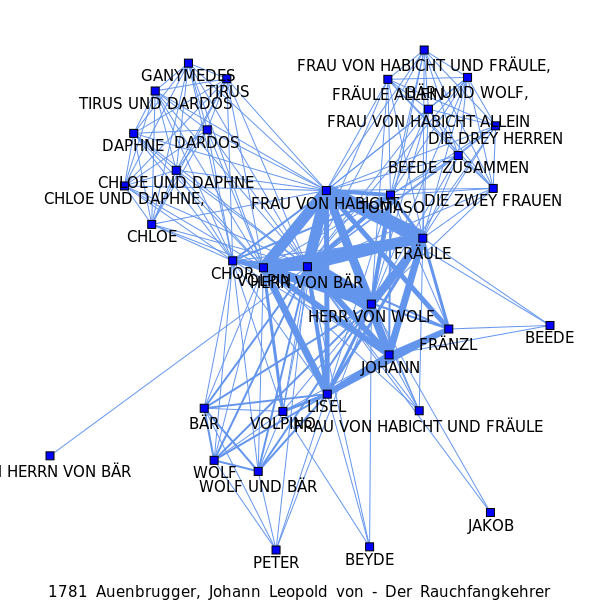 FRAU VON HABICHT UND FRÄULE,
GANYMEDES
TIRUS
FRÄULE ALLEIN
BÄR UND WOLF,
TIRUS UND DARDOS
FRAU VON HABICHT ALLEIN
DIE DREY HERREN
DAPHNE
DARDOS
BEEDE ZUSAMMEN
CHLOE UND DAPHNE
CHLOE UND DAPHNE,
FRAU VON HABICHT
TOMASO
DIE ZWEY FRAUEN
CHLOE
FRÄULE
CHOR
VOLPIN
HERR VON BÄR
HERR VON WOLF
BEEDE
FRÄNZL
JOHANN
LISEL
BÄR
VOLPINO
FRAU VON HABICHT UND FRÄULE
HERRN VON BÄR
WOLF
WOLF UND BÄR
JAKOB
PETER
BEYDE
1781 Auenbrugger, Johann Leopold von - Der Rauchfangkehrer